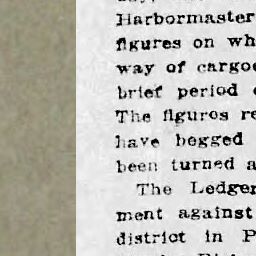 Harbormaster
figures on wh
way of cargoe
brief period
The figures re
have begged
been turned a
The Ledger
ment against
district in P